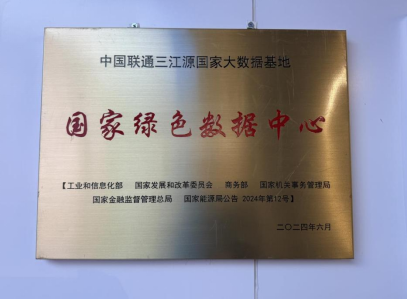 中国联通三江源国家大数据基地
国家绿色数据中心
【工业和信息化部 国家发展和改革委员会 商务部 国家机关事务管理局
国家金融监督管理总局 国家能源局公告 2024年第12号】
二〇二四年六月